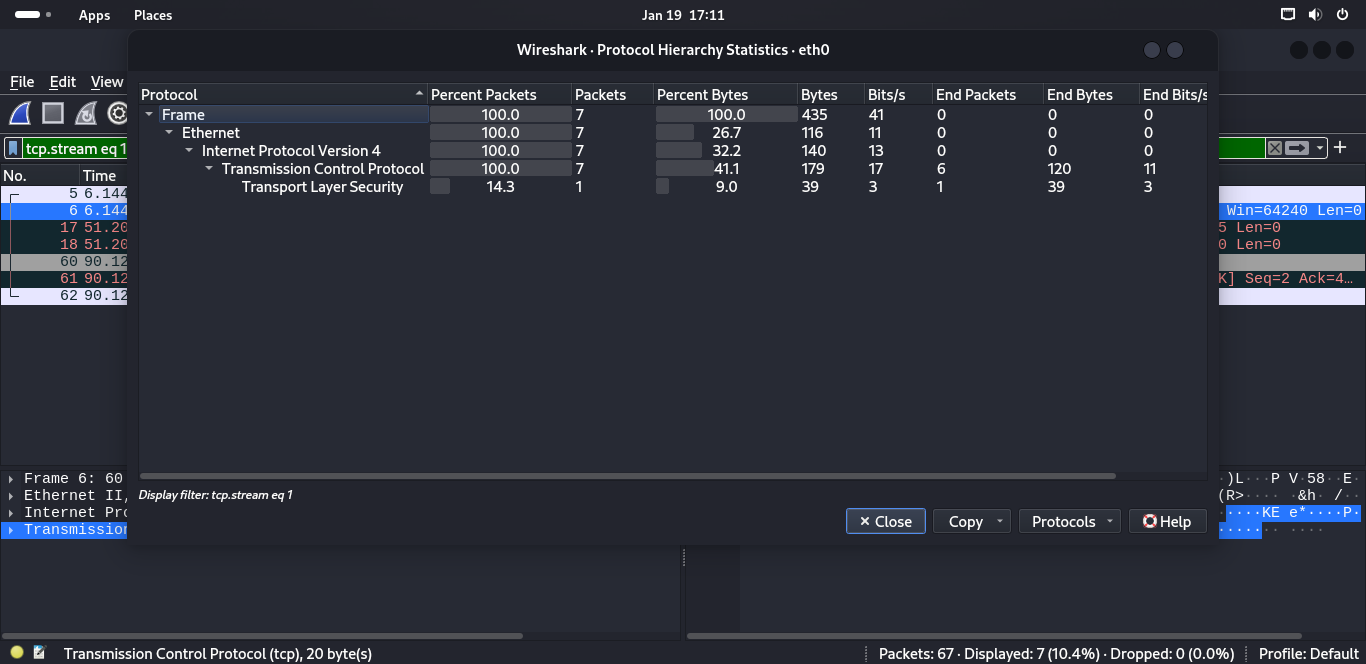 Apps Places Jan 19 17:11
Wireshark · Protocol Hierarchy Statistics · eth0
File Edit View
Protocol Percent Packets Packets Percent Bytes Bytes Bits/s End Packets End Bytes End Bits/s
Frame 100.0 7 100.0 435 41 0 0 0
Ethernet 100.0 7 26.7 116 11 0 0 0
Internet Protocol Version 4 100.0 7 32.2 140 13 0 0 0
Transmission Control Protocol 100.0 7 41.1 179 17 6 120 11
Transport Layer Security 14.3 1 9.0 39 3 1 39 3
tcp.stream eq 1
No. Time
5 6.144
6 6.144 Win=64240 Len=0
17 51.20 5 Len=0
18 51.20 0 Len=0
60 90.12
61 90.12 K] Seq=2 Ack=4…
62 90.12
Display filter: tcp.stream eq 1
Close Copy Protocols Help
Frame 6: 60 ·)L···P V·58··E·
Ethernet II, (R>···· ·&h· /··
Internet Pro ····KE e*····P·
Transmission ····· ····
Transmission Control Protocol (tcp), 20 byte(s) Packets: 67 · Displayed: 7 (10.4%) · Dropped: 0 (0.0%) Profile: Default